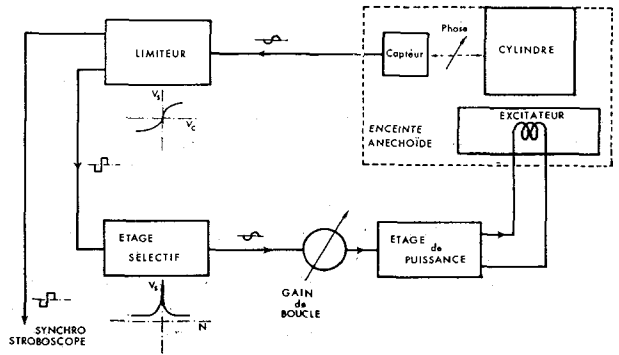 LIMITEUR
Captéur
Phase
CYLINDRE
EXCITATEUR
ENCEINTE
ANECHOÏDE
Vs
Vc
ETAGE
SÉLECTIF
Vs
N
GAIN
de
BOUCLE
ETAGE
de
PUISSANCE
SYNCHRO
STROBOSCOPE